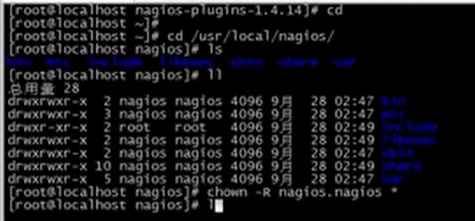 [root@localhost nagios-plugins-1.4.14]# cd
[root@localhost ~]#
[root@localhost ~]# cd /usr/local/nagios/
[root@localhost nagios]# ls
bin etc include libexec sbin share var
[root@localhost nagios]# ll
总用量 28
drwxrwxr-x 2 nagios nagios 4096 9月 28 02:47 bin
drwxrwxr-x 2 nagios nagios 4096 9月 28 02:47 etc
drwxr-xr-x 3 root root 4096 9月 28 02:49 include
drwxrwxr-x 2 nagios nagios 4096 9月 28 02:49 libexec
drwxrwxr-x 2 nagios nagios 4096 9月 28 02:47 sbin
drwxrwxr-x 10 nagios nagios 4096 9月 28 02:49 share
drwxrwxr-x 5 nagios nagios 4096 9月 28 02:47 var
[root@localhost nagios]# chown -R nagios.nagios *
[root@localhost nagios]# l